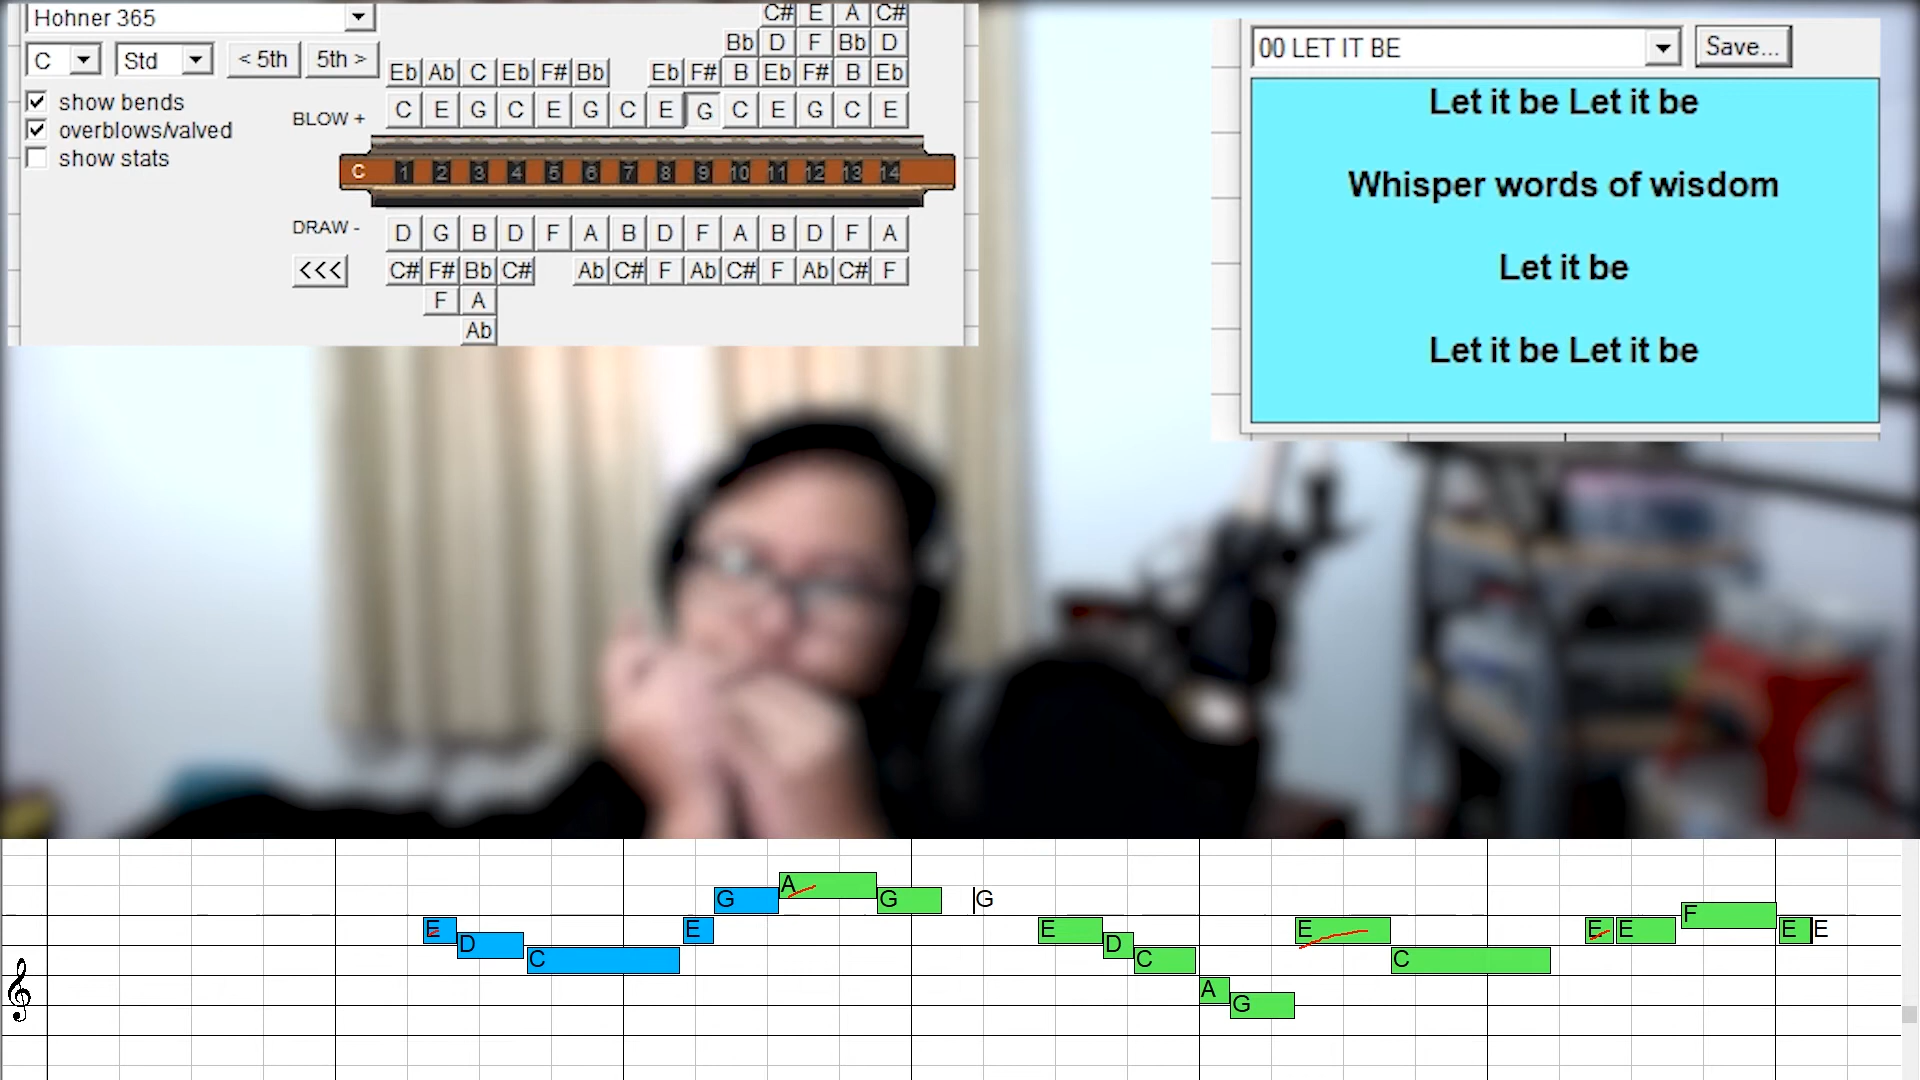 Hohner 365
C Std < 5th 5th >
show bends
overblows/valved
show stats
C# E A C#
Bb D F Bb D
Eb Ab C Eb F# Bb Eb F# B Eb F# B Eb
BLOW + C E G C E G C E G C E G C E
C 1 2 3 4 5 6 7 8 9 10 11 12 13 14
DRAW - D G B D F A B D F A B D F A
<<< C# F# Bb C# Ab C# F Ab C# F Ab C# F
F A
Ab
00 LET IT BE Save...
Let it be Let it be
Whisper words of wisdom
Let it be
Let it be Let it be
E D C E G A G G E D C A G E C E E F E E